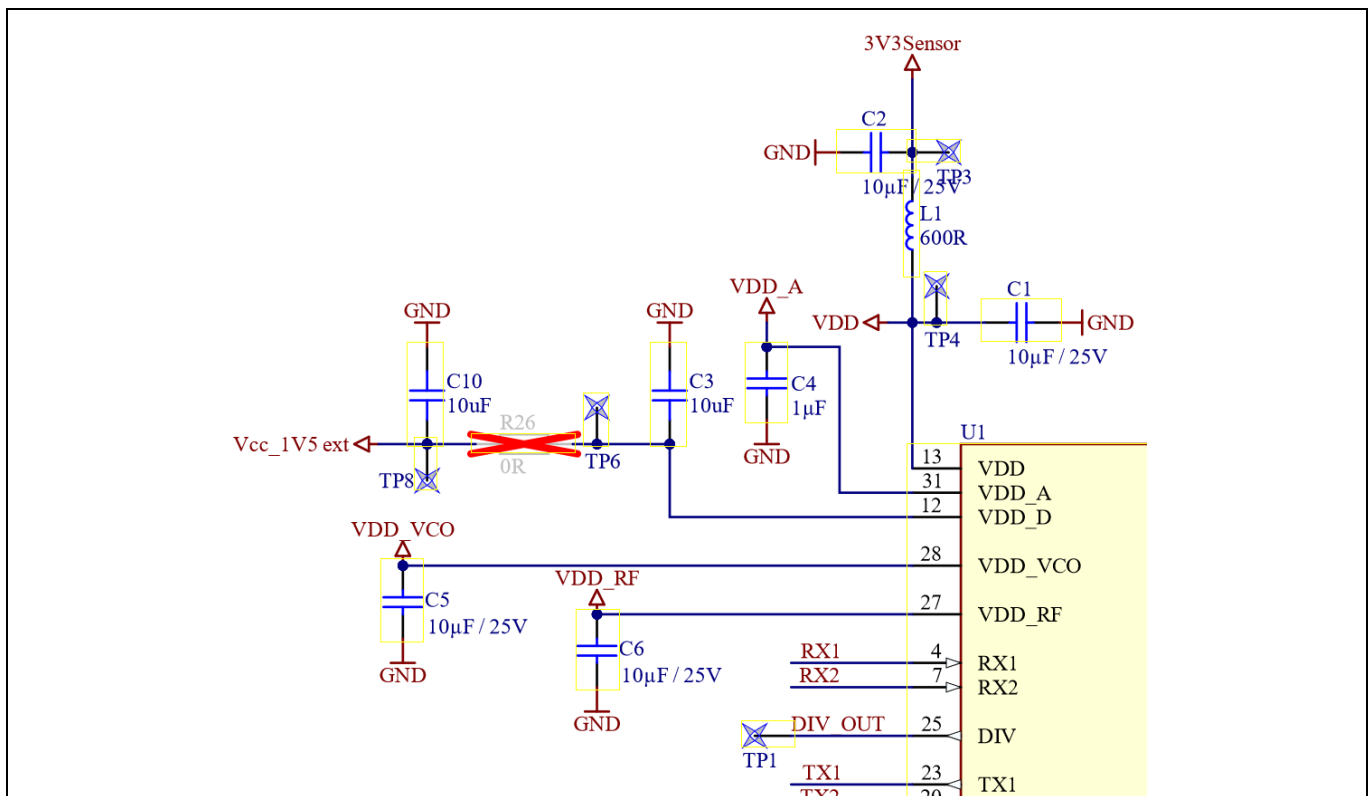 3V3Sensor
C2
GND
TP3
10µF / 25V
L1
600R
VDD_A
C1
GND
GND
VDD
GND
TP4
10µF / 25V
C10
10uF
C3
10uF
C4
1µF
R26
Vcc_1V5 ext
0R
TP6
GND
TP8
U1
13
VDD
31
VDD_A
12
VDD_D
VDD_VCO
28
VDD_VCO
VDD_RF
C5
10µF / 25V
27
VDD_RF
C6
10µF / 25V
GND
RX1
4
RX1
RX2
7
RX2
GND
DIV_OUT
25
DIV
TP1
TX1
23
TX1